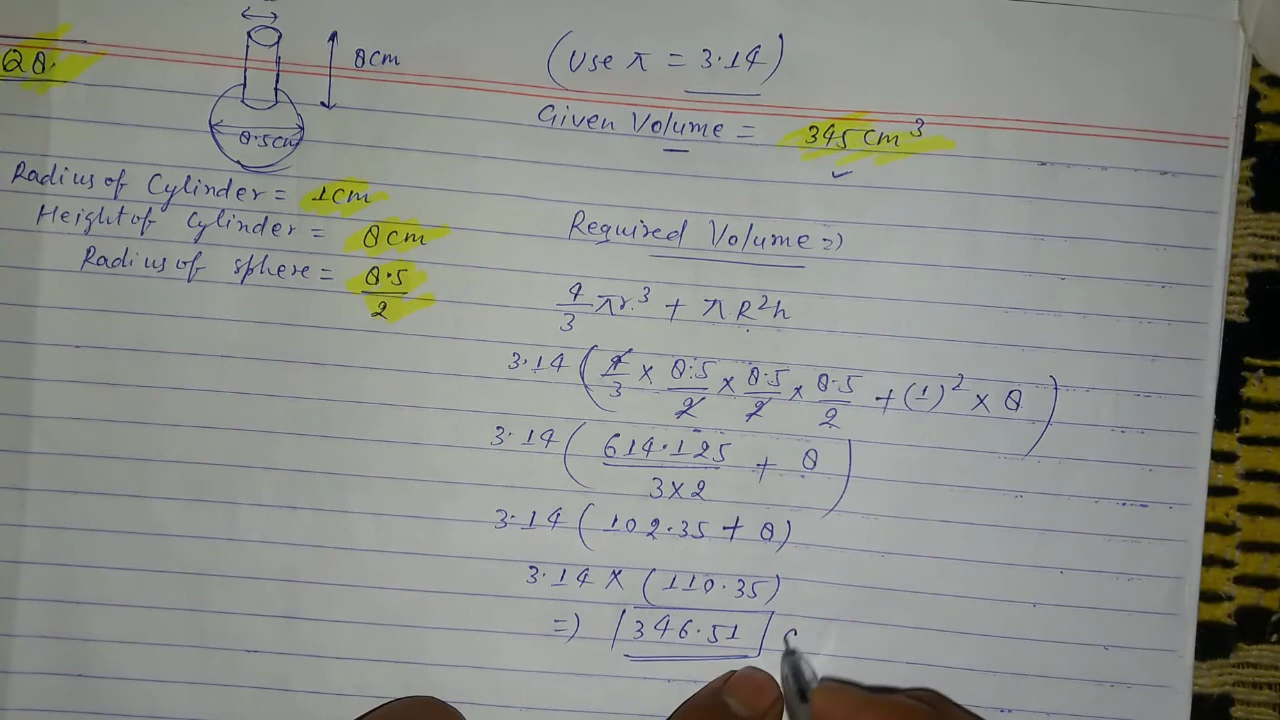 Q8.
8cm
8.5cm
(Use π = 3.14)
Given Volume = 345 cm³
Radius of Cylinder = 1cm
Height of Cylinder = 8cm
Radius of sphere = 8.5/2
Required Volume =>
4/3 πr³ + πR²h
3.14 ( 4/3 × 8.5/2 × 8.5/2 × 8.5/2 + (1)² × 8 )
3.14 ( 614.125/3×2 + 8 )
3.14 ( 102.35 + 8 )
3.14 × (110.35)
=> 346.51